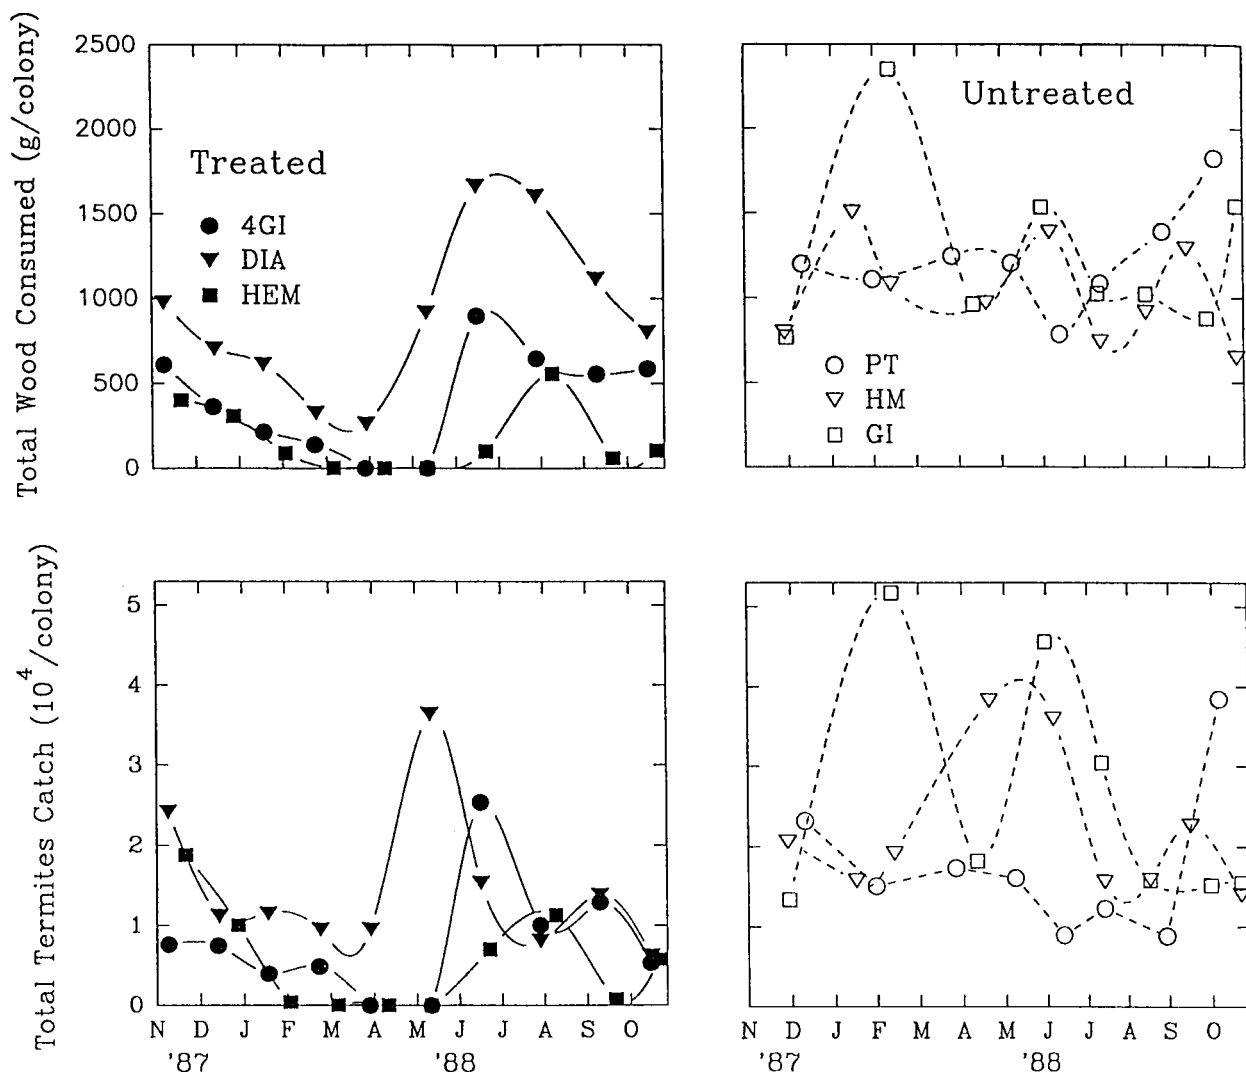 Total Wood Consumed (g/colony)
2500
2000
1500
1000
500
0
Treated
4GI
DIA
HEM
Untreated
PT
HM
GI
Total Termites Catch (10^4/colony)
5
4
3
2
1
0
N D J F M A M J J A S O
'87 '88
N D J F M A M J J A S O
'87 '88